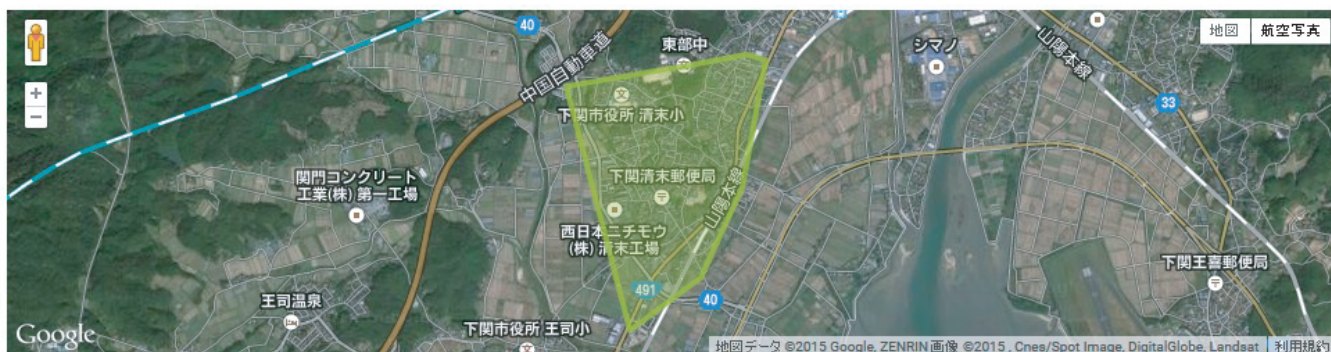 40
中国自動車道
東部中
シマノ
山陽本線
地図
航空写真
33
下関市役所 清末小
関門コンクリート
工業(株) 第一工場
下関清末郵便局
山陽本線
西日本ニチモウ
(株) 清末工場
下関王喜郵便局
491
40
王司温泉
下関市役所 王司小
Google
地図データ ©2015 Google, ZENRIN 画像 ©2015 , Cnes/Spot Image, DigitalGlobe, Landsat
利用規約